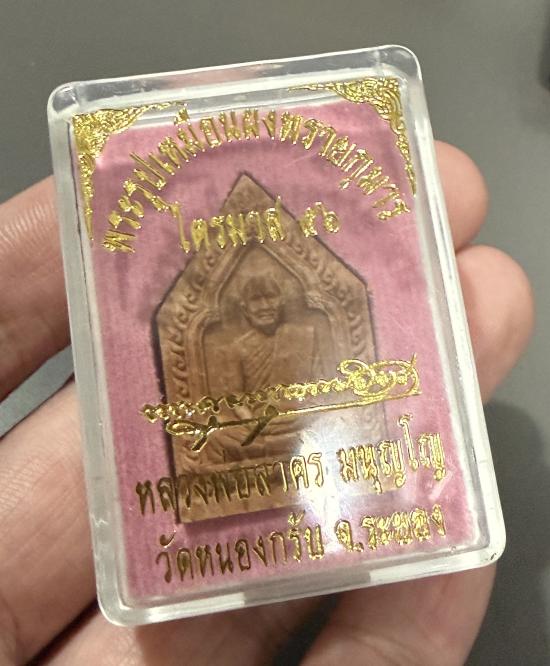 พระรูปเหมือนผงพรายกุมาร
ไตรมาส ๕๖
หลวงพ่อสาคร มนุญฺโญ
วัดหนองกรับ จ.ระยอง